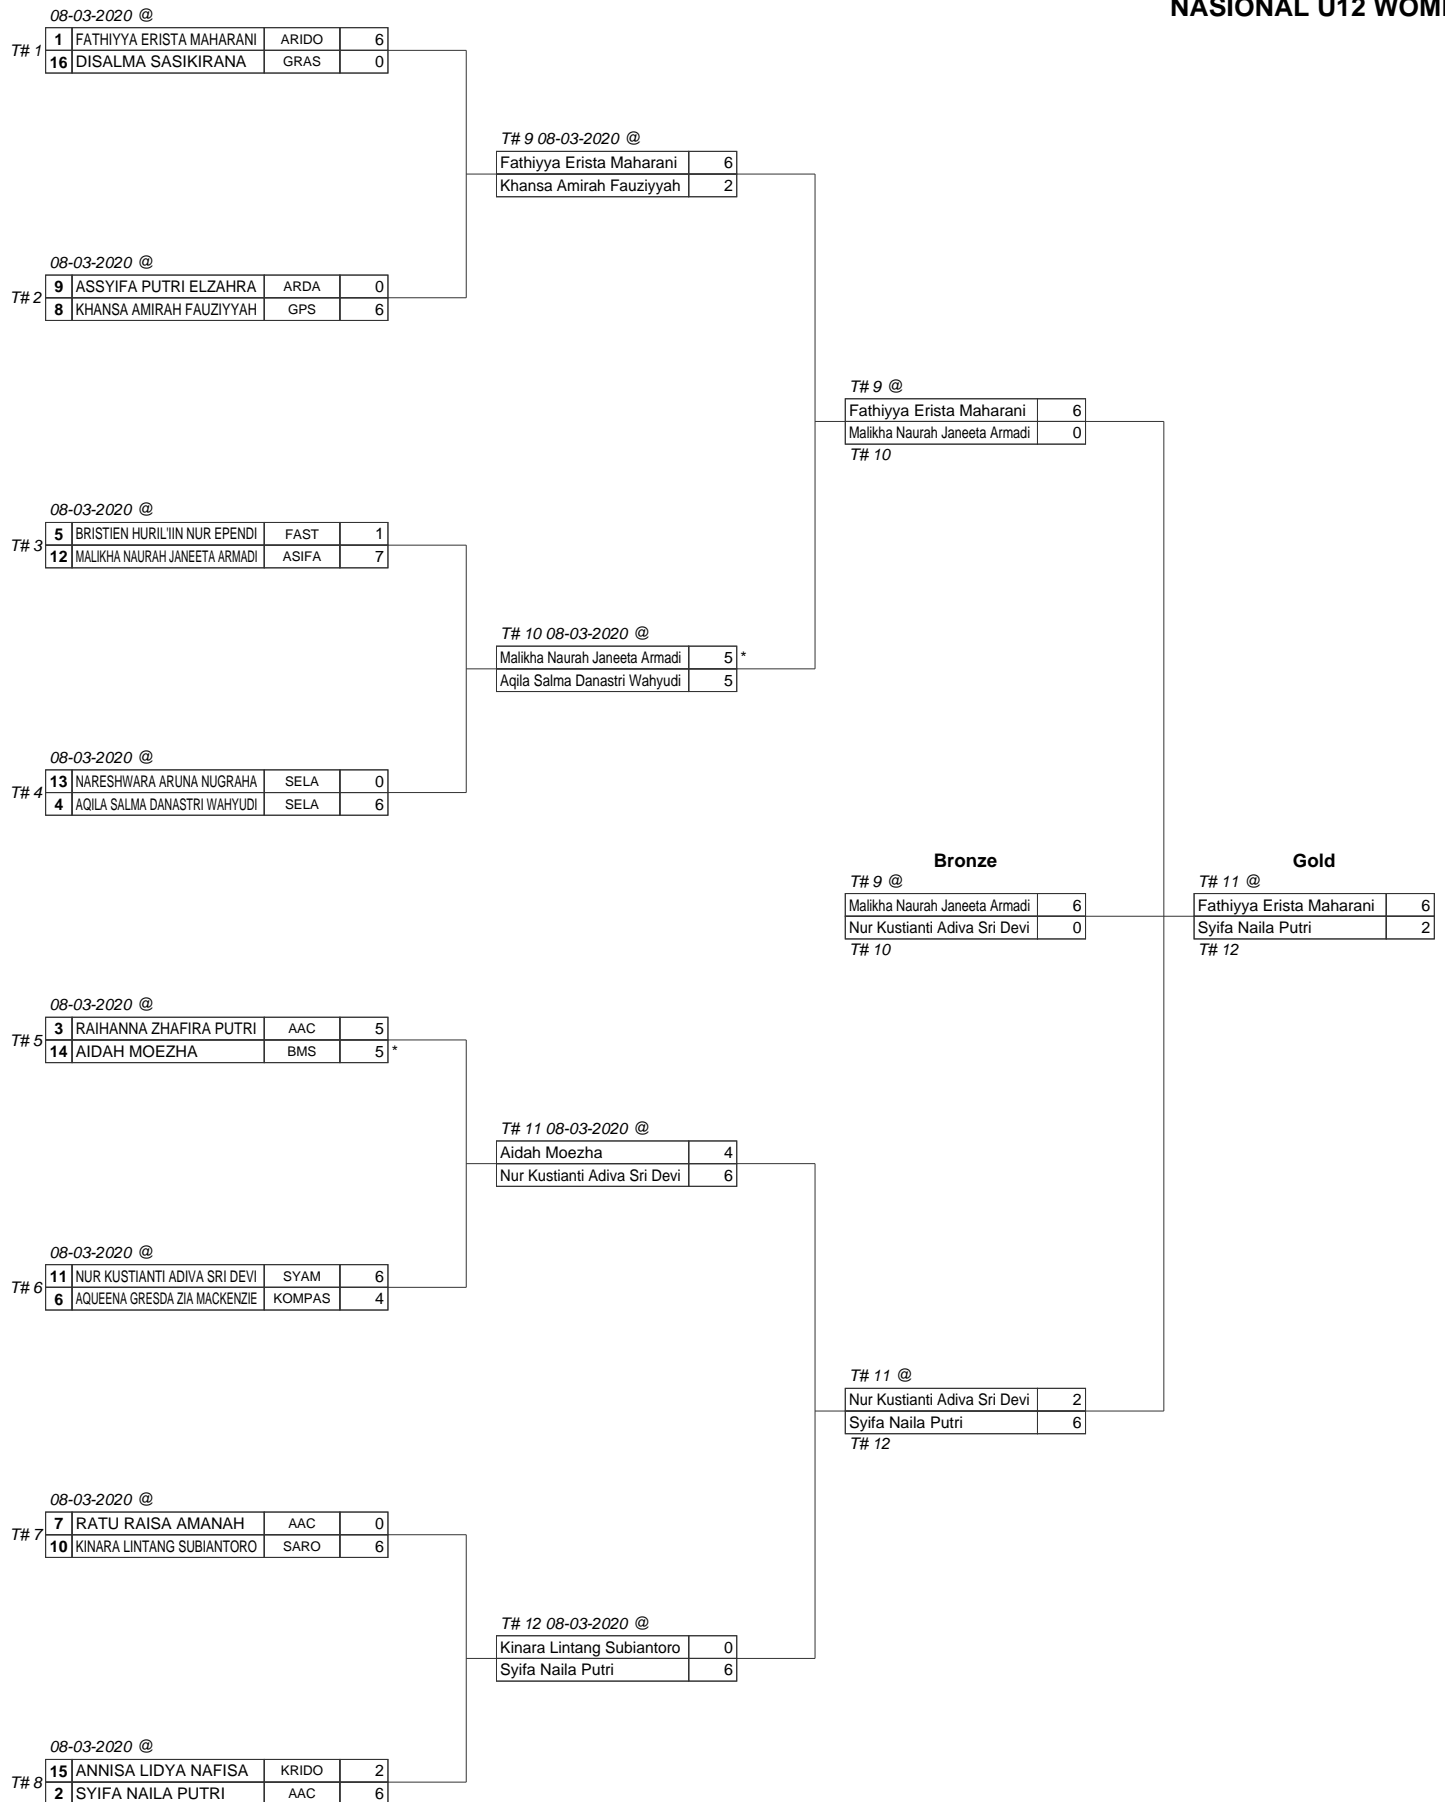 NASIONAL U12
08-03-2020 @
T# 1
1 FATHIYYA ERISTA MAHARANI ARIDO 6
16 DISALMA SASIKIRANA GRAS 0
T# 9 08-03-2020 @
Fathiyya Erista Maharani 6
Khansa Amirah Fauziyyah 2
08-03-2020 @
T# 2
9 ASSYIFA PUTRI ELZAHRA ARDA 0
8 KHANSA AMIRAH FAUZIYYAH GPS 6
T# 9 @
Fathiyya Erista Maharani 6
Malikha Naurah Janeeta Armadi 0
T# 10
08-03-2020 @
T# 3
5 BRISTIEN HURIL'IIN NUR EPENDI FAST 1
12 MALIKHA NAURAH JANEETA ARMADI ASIFA 7
T# 10 08-03-2020 @
Malikha Naurah Janeeta Armadi 5 *
Aqila Salma Danastri Wahyudi 5
08-03-2020 @
T# 4
13 NARESHWARA ARUNA NUGRAHA SELA 0
4 AQILA SALMA DANASTRI WAHYUDI SELA 6
Bronze
T# 9 @
Malikha Naurah Janeeta Armadi 6
Nur Kustianti Adiva Sri Devi 0
T# 10
Gold
T# 11 @
Fathiyya Erista Maharani 6
Syifa Naila Putri 2
T# 12
08-03-2020 @
T# 5
3 RAIHANNA ZHAFIRA PUTRI AAC 5
14 AIDAH MOEZHA BMS 5 *
T# 11 08-03-2020 @
Aidah Moezha 4
Nur Kustianti Adiva Sri Devi 6
08-03-2020 @
T# 6
11 NUR KUSTIANTI ADIVA SRI DEVI SYAM 6
6 AQUEENA GRESDA ZIA MACKENZIE KOMPAS 4
T# 11 @
Nur Kustianti Adiva Sri Devi 2
Syifa Naila Putri 6
T# 12
08-03-2020 @
T# 7
7 RATU RAISA AMANAH AAC 0
10 KINARA LINTANG SUBIANTORO SARO 6
T# 12 08-03-2020 @
Kinara Lintang Subiantoro 0
Syifa Naila Putri 6
08-03-2020 @
T# 8
15 ANNISA LIDYA NAFISA KRIDO 2
2 SYIFA NAILA PUTRI AAC 6